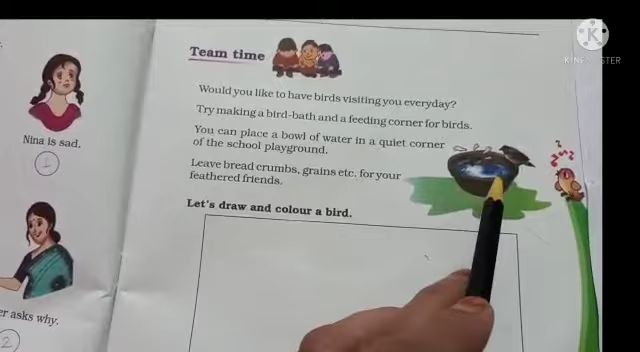 Team time
Would you like to have birds visiting you everyday?
Try making a bird-bath and a feeding corner for birds.
You can place a bowl of water in a quiet corner
of the school playground.
Leave bread crumbs, grains etc. for your
feathered friends.
Let's draw and colour a bird.
Nina is sad.
1
er asks why.
2